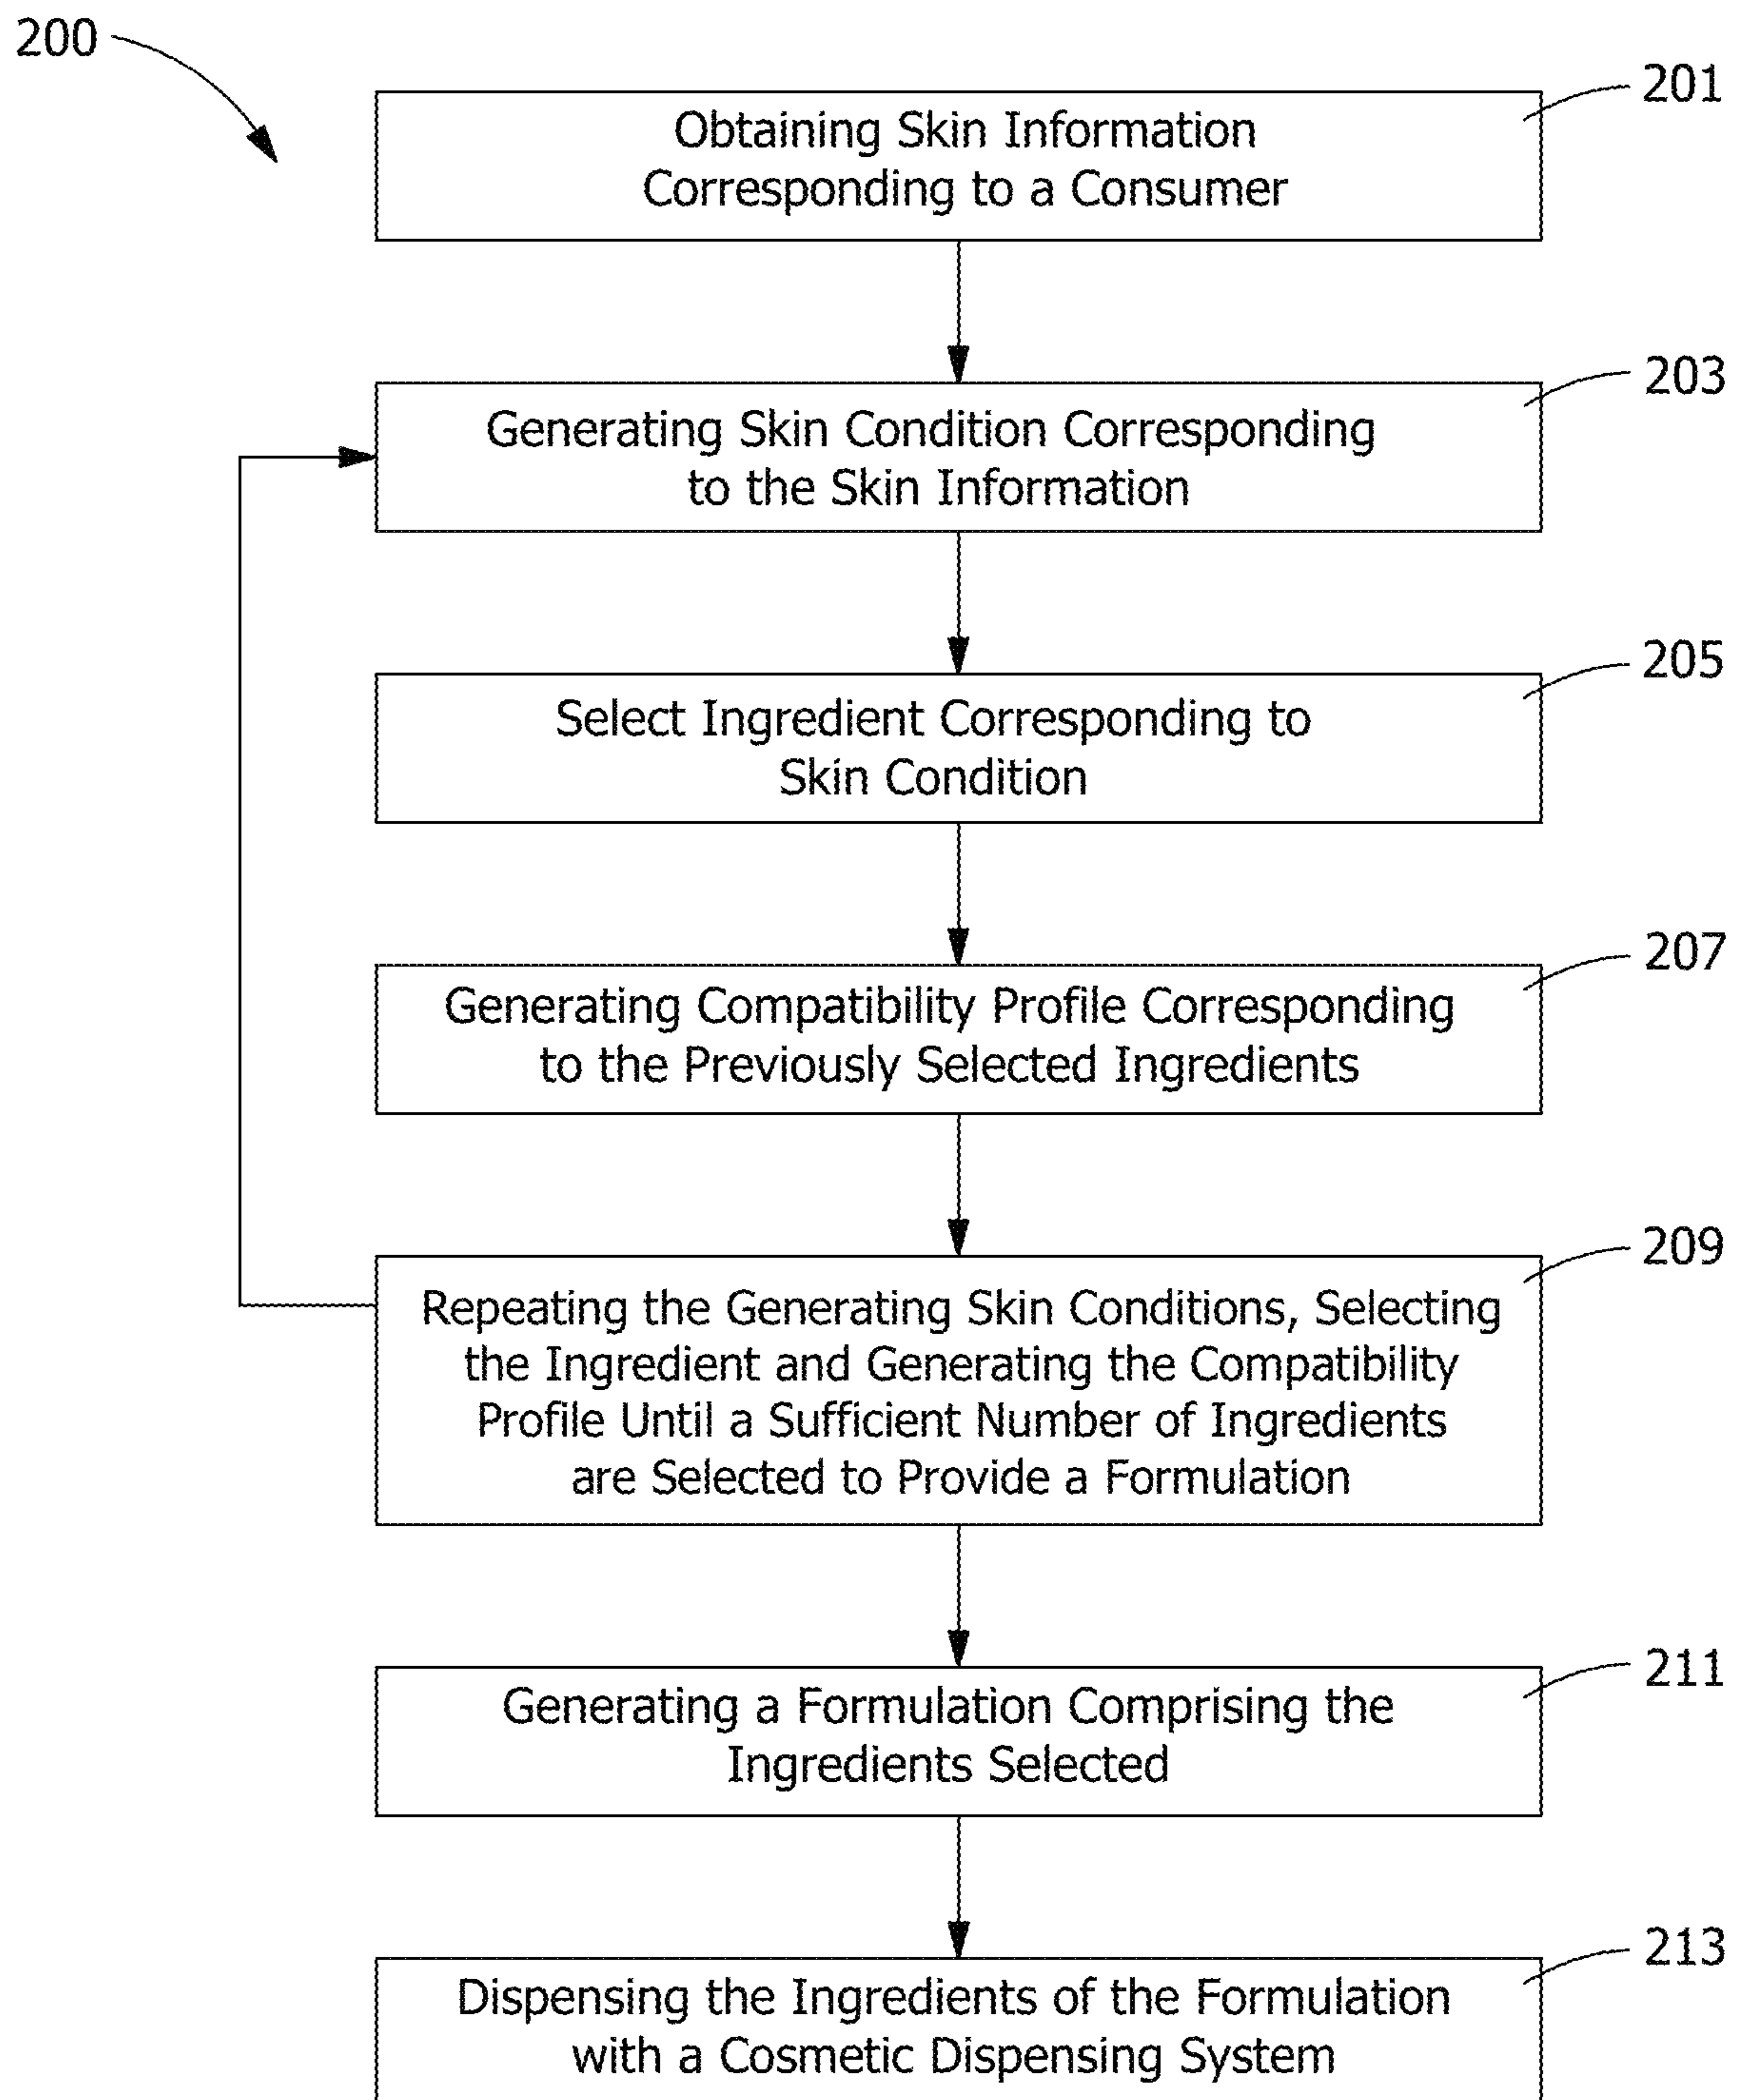 200
201
Obtaining Skin Information
Corresponding to a Consumer
203
Generating Skin Condition Corresponding
to the Skin Information
205
Select Ingredient Corresponding to
Skin Condition
207
Generating Compatibility Profile Corresponding
to the Previously Selected Ingredients
209
Repeating the Generating Skin Conditions, Selecting
the Ingredient and Generating the Compatibility
Profile Until a Sufficient Number of Ingredients
are Selected to Provide a Formulation
211
Generating a Formulation Comprising the
Ingredients Selected
213
Dispensing the Ingredients of the Formulation
with a Cosmetic Dispensing System